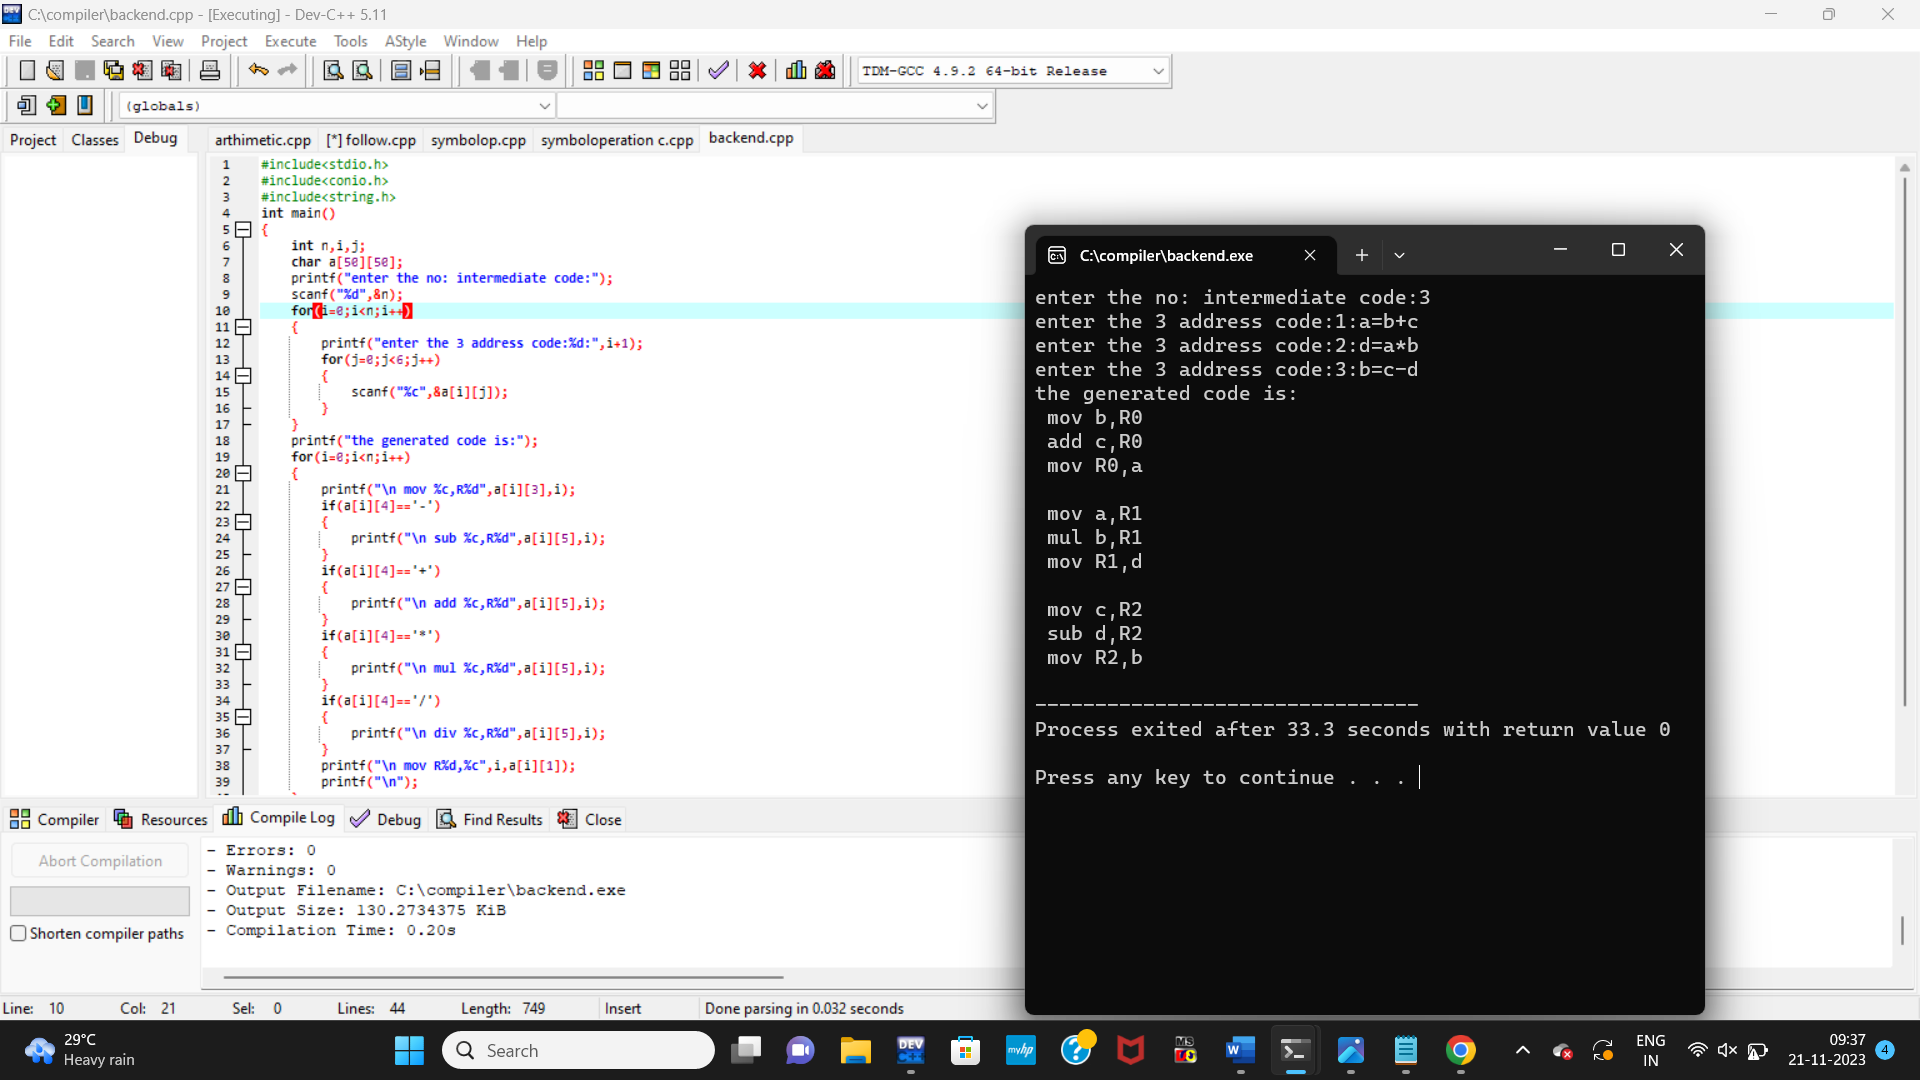 C:\compiler\backend.cpp - [Executing] - Dev-C++ 5.11
File Edit Search View Project Execute Tools AStyle Window Help
TDM-GCC 4.9.2 64-bit Release
(globals)
Project Classes Debug
arthimetic.cpp [*] follow.cpp symbolop.cpp symboloperation c.cpp backend.cpp
1 #include<stdio.h>
2 #include<conio.h>
3 #include<string.h>
4 int main()
5 {
6 int n,i,j;
7 char a[50][50];
8 printf("enter the no: intermediate code:");
9 scanf("%d",&n);
10 for(i=0;i<n;i++)
11 {
12 printf("enter the 3 address code:%d:",i+1);
13 for(j=0;j<6;j++)
14 {
15 scanf("%c",&a[i][j]);
16 }
17 }
18 printf("the generated code is:");
19 for(i=0;i<n;i++)
20 {
21 printf("\n mov %c,R%d",a[i][3],i);
22 if(a[i][4]=='-')
23 {
24 printf("\n sub %c,R%d",a[i][5],i);
25 }
26 if(a[i][4]=='+')
27 {
28 printf("\n add %c,R%d",a[i][5],i);
29 }
30 if(a[i][4]=='*')
31 {
32 printf("\n mul %c,R%d",a[i][5],i);
33 }
34 if(a[i][4]=='/')
35 {
36 printf("\n div %c,R%d",a[i][5],i);
37 }
38 printf("\n mov R%d,%c",i,a[i][1]);
39 printf("\n");
C:\compiler\backend.exe
enter the no: intermediate code:3
enter the 3 address code:1:a=b+c
enter the 3 address code:2:d=a*b
enter the 3 address code:3:b=c-d
the generated code is:
mov b,R0
add c,R0
mov R0,a
mov a,R1
mul b,R1
mov R1,d
mov c,R2
sub d,R2
mov R2,b
--------------------------------
Process exited after 33.3 seconds with return value 0
Press any key to continue . . .
Compiler Resources Compile Log Debug Find Results Close
Abort Compilation
Shorten compiler paths
- Errors: 0
- Warnings: 0
- Output Filename: C:\compiler\backend.exe
- Output Size: 130.2734375 KiB
- Compilation Time: 0.20s
Line: 10 Col: 21 Sel: 0 Lines: 44 Length: 749 Insert Done parsing in 0.032 seconds
29°C
Heavy rain
Search
DEV
myhp
MS
ENG
IN
09:37
21-11-2023
4